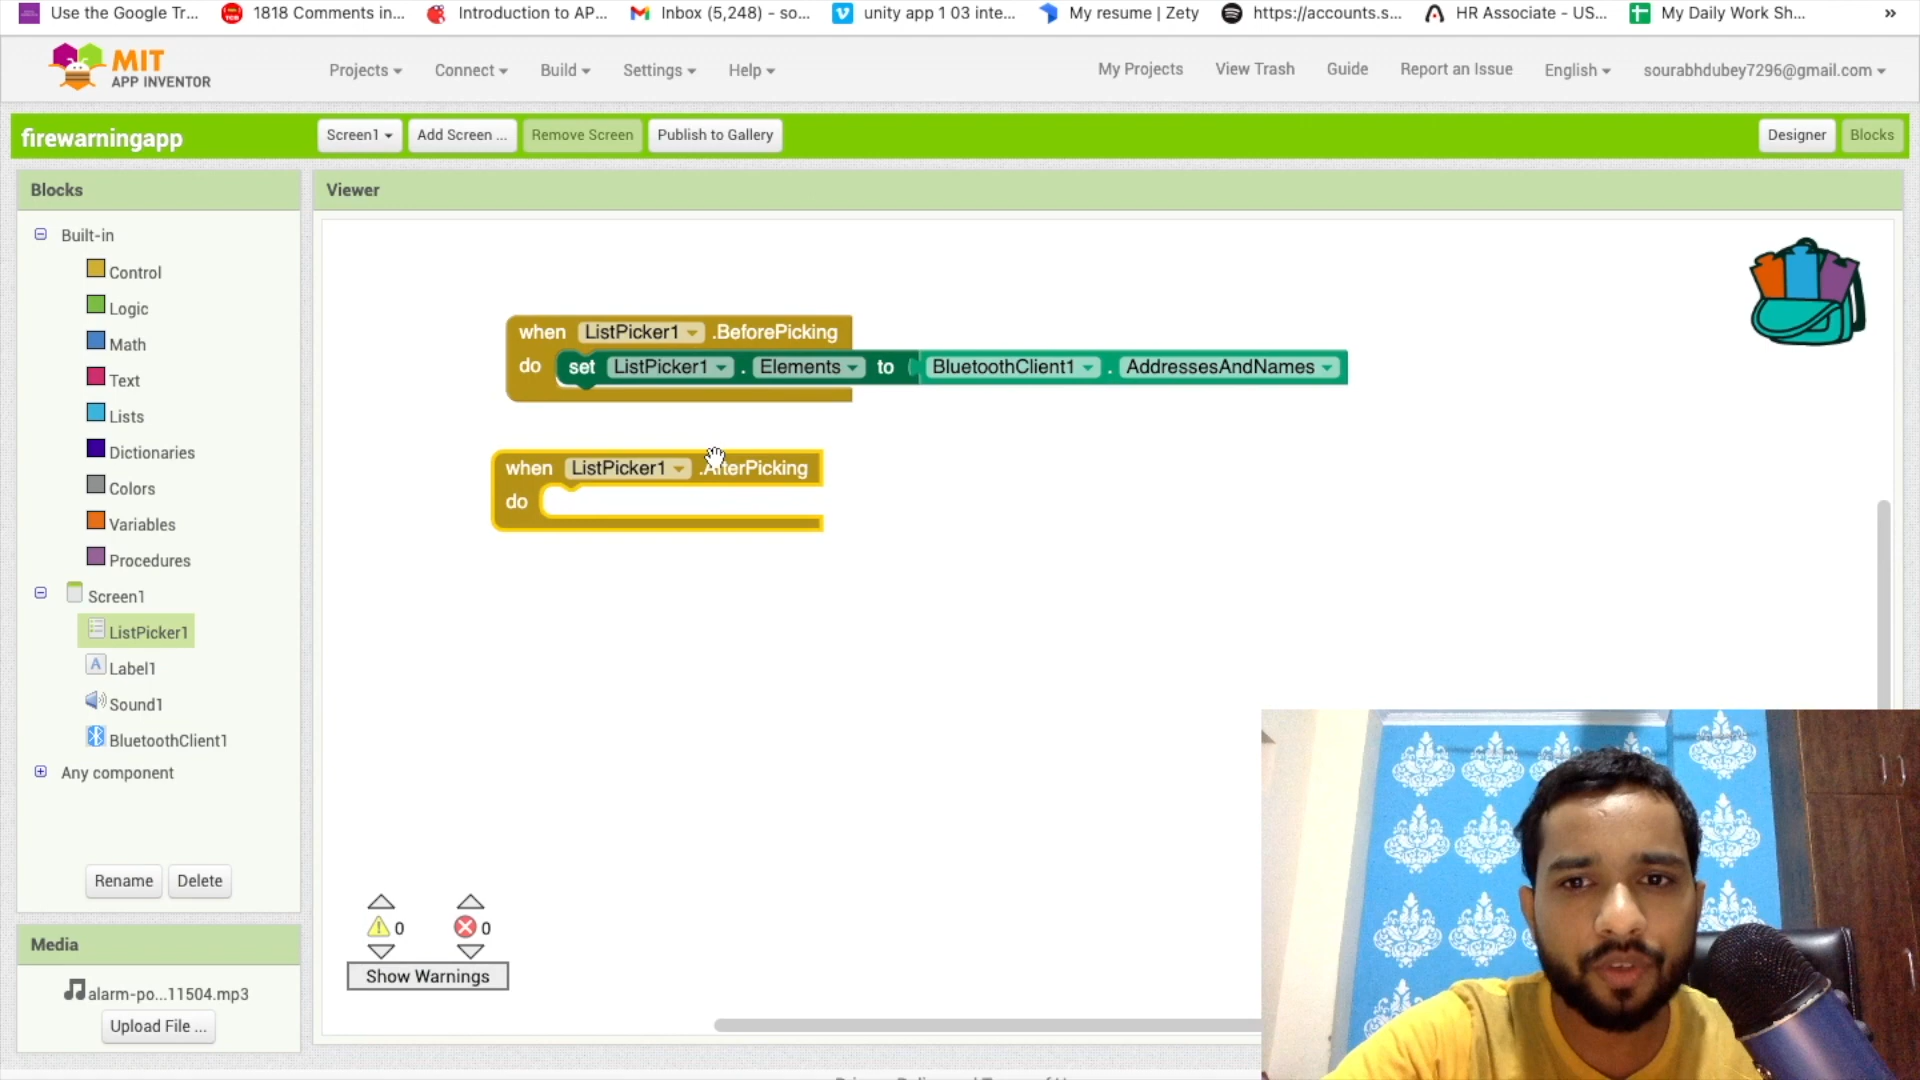 Use the Google Tr... 1818 Comments in... Introduction to AP... Inbox (5,248) - so... unity app 1 03 inte... My resume | Zety https://accounts.s... HR Associate - US... My Daily Work Sh... »
MIT
APP INVENTOR
Projects Connect Build Settings Help My Projects View Trash Guide Report an Issue English sourabhdubey7296@gmail.com
firewarningapp Screen1 Add Screen ... Remove Screen Publish to Gallery Designer Blocks
Blocks
Viewer
Built-in
Control
Logic
Math
Text
Lists
Dictionaries
Colors
Variables
Procedures
Screen1
ListPicker1
Label1
Sound1
BluetoothClient1
Any component
Rename Delete
Media
alarm-po...11504.mp3
Upload File ...
when ListPicker1 .BeforePicking
do set ListPicker1 . Elements to BluetoothClient1 . AddressesAndNames
when ListPicker1 .AfterPicking
do
0 0
Show Warnings